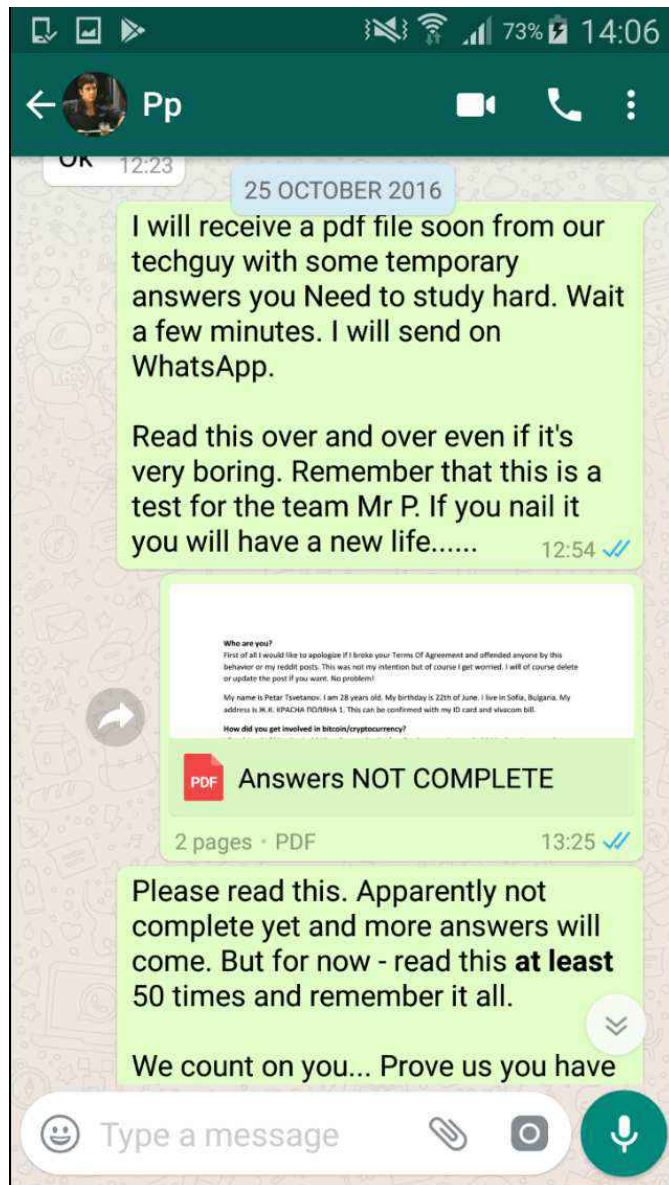 73% 14:06
Pp
OK 12:23
25 OCTOBER 2016
I will receive a pdf file soon from our
techguy with some temporary
answers you Need to study hard. Wait
a few minutes. I will send on
WhatsApp.
Read this over and over even if it's
very boring. Remember that this is a
test for the team Mr P. If you nail it
you will have a new life...... 12:54
Who are you?
First of all I would like to apologize if I broke your Terms Of Agreement and offended anyone by this
behavior or my reddit posts. This was not my intention but of course I get worried. I will of course delete
or update the post if you want. No problem!
My name is Petar Tsvetanov. I am 28 years old. My birthday is 22th of June. I live in Sofia, Bulgaria. My
address is Ж.К. КРАСНА ПОЛЯНА 1. This can be confirmed with my ID card and vivacom bill.
How did you get involved in bitcoin/cryptocurrency?
PDF Answers NOT COMPLETE
2 pages · PDF 13:25
Please read this. Apparently not
complete yet and more answers will
come. But for now - read this at least
50 times and remember it all.
We count on you... Prove us you have
Type a message